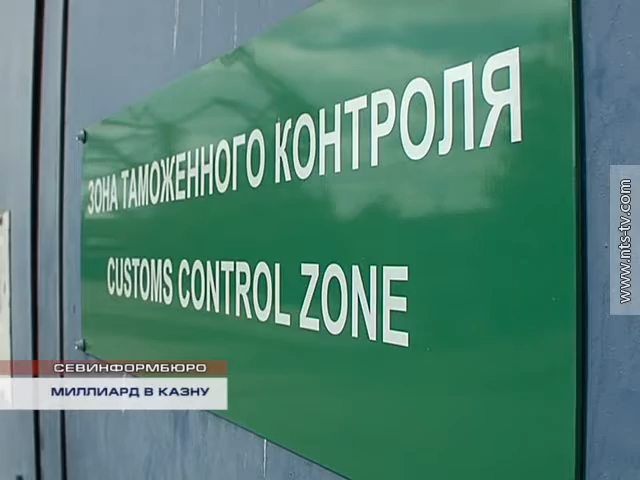 ЗОНА ТАМОЖЕННОГО КОНТРОЛЯ
CUSTOMS CONTROL ZONE
www.nts-tv.com
СЕВИНФОРМБЮРО
МИЛЛИАРД В КАЗНУ